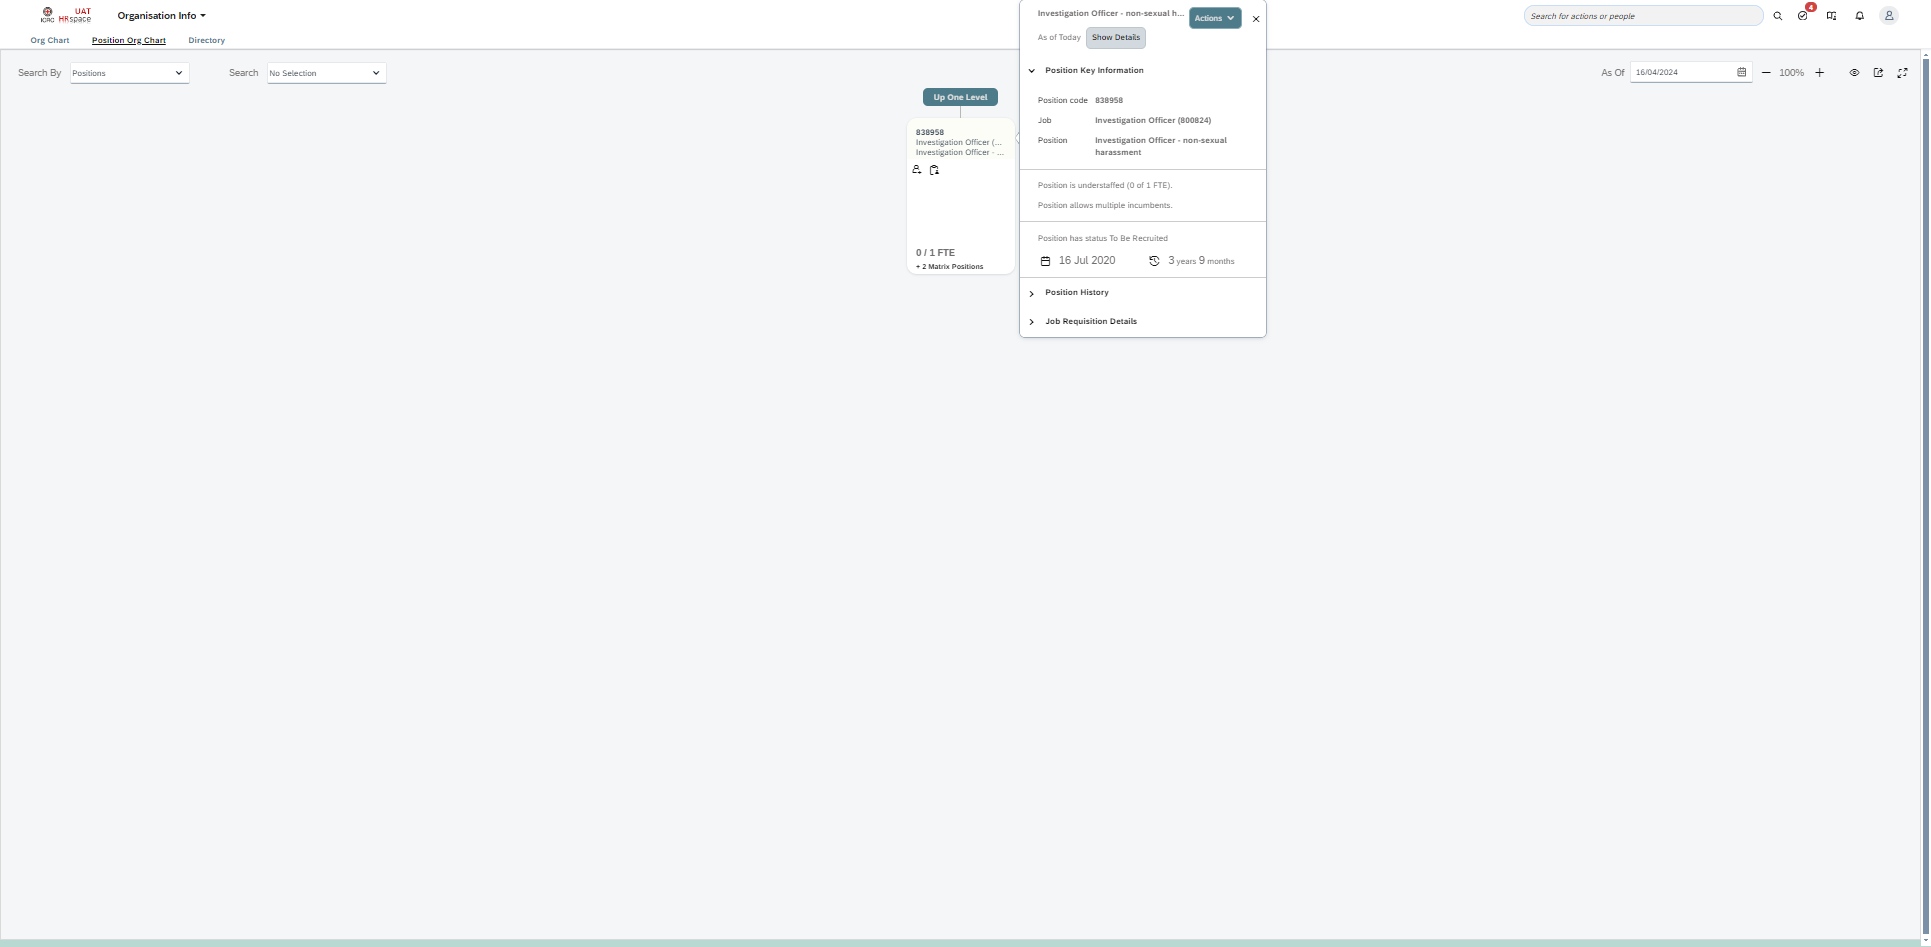 UAT
ICRC HRspace
Organisation Info
Search for actions or people
4
Org Chart
Position Org Chart
Directory
Search By
Positions
Search
No Selection
As Of
16/04/2024
100%
Up One Level
838958
Investigation Officer (...
Investigation Officer - ...
0 / 1 FTE
+ 2 Matrix Positions
Investigation Officer - non-sexual h...
Actions
As of Today
Show Details
Position Key Information
Position code 838958
Job Investigation Officer (800824)
Position Investigation Officer - non-sexual
harassment
Position is understaffed (0 of 1 FTE).
Position allows multiple incumbents.
Position has status To Be Recruited
16 Jul 2020
3 years 9 months
Position History
Job Requisition Details